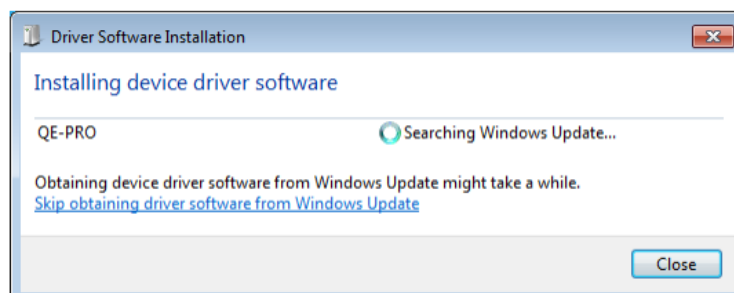 Driver Software Installation
Installing device driver software
QE-PRO Searching Windows Update...
Obtaining device driver software from Windows Update might take a while.
Skip obtaining driver software from Windows Update
Close